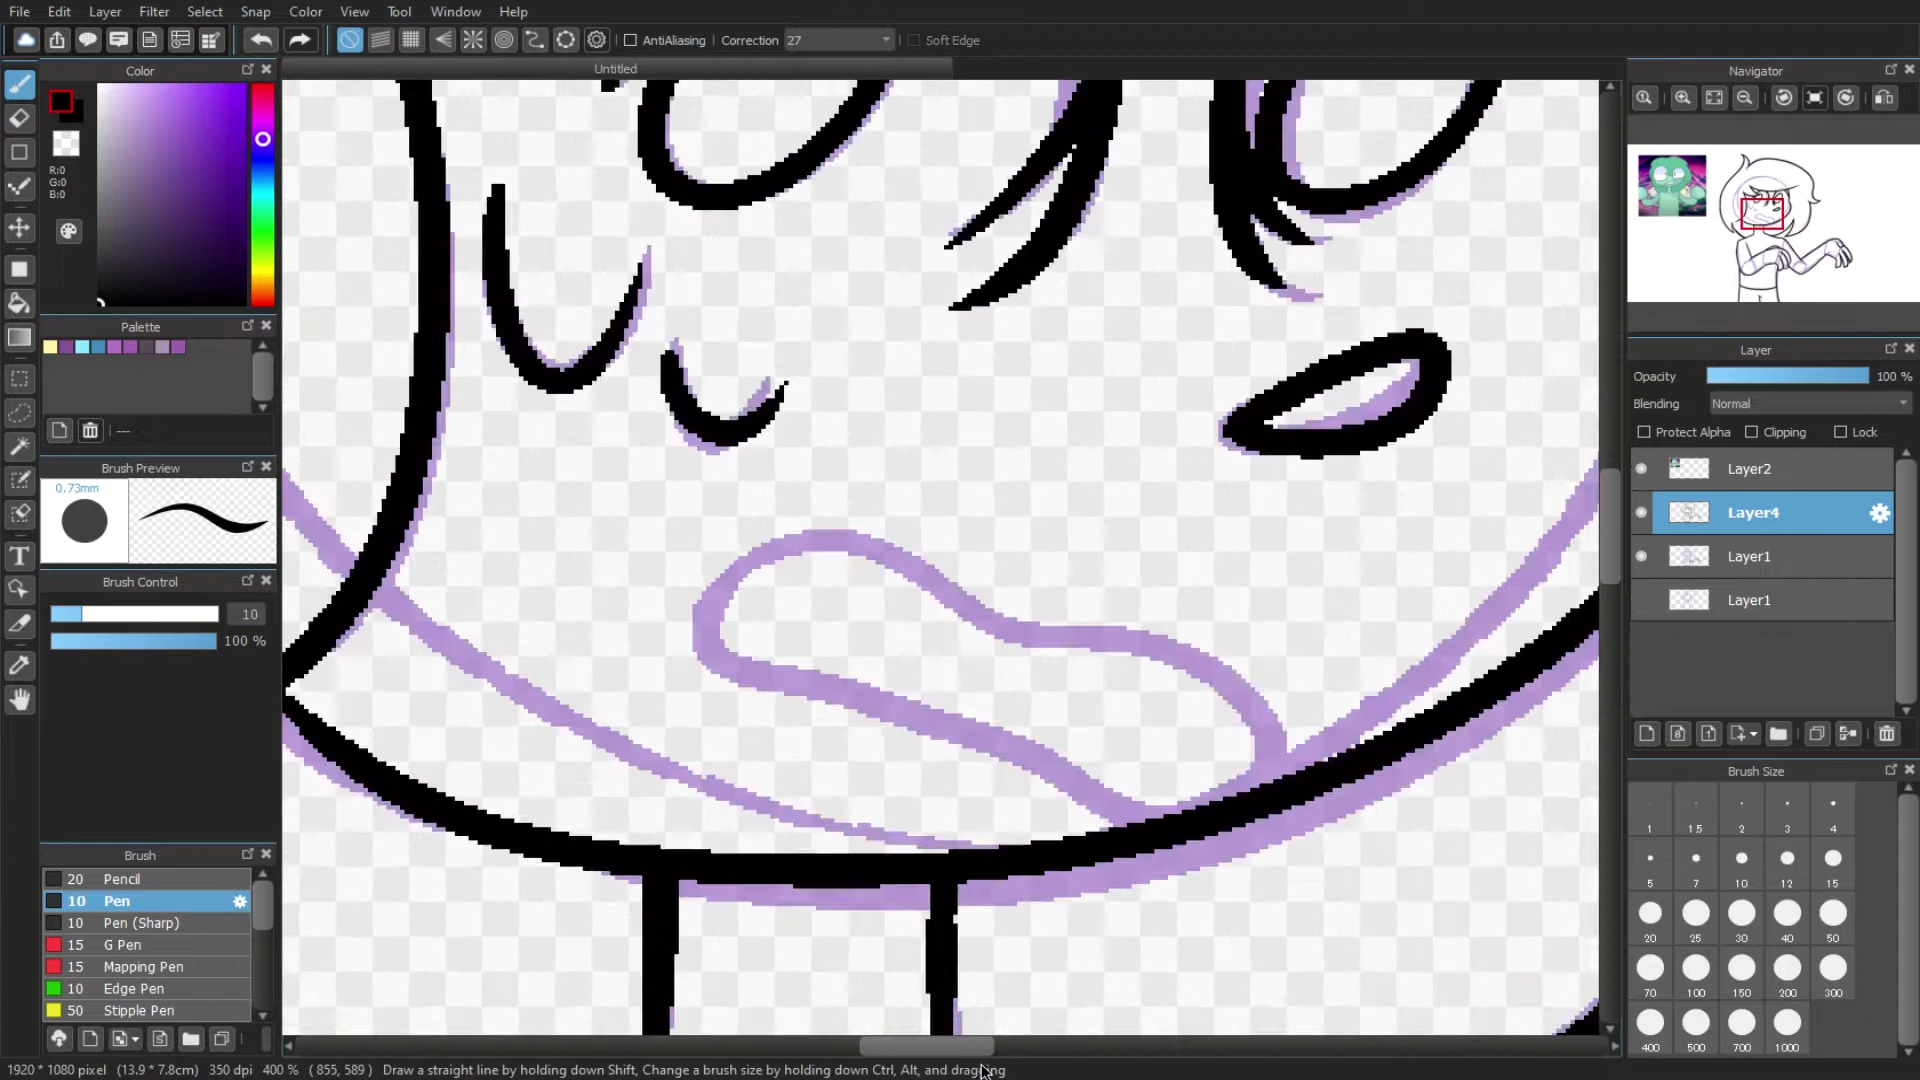 File Edit Layer Filter Select Snap Color View Tool Window Help
AntiAliasing Correction 27 Soft Edge
Color
Untitled
Navigator
R:0
G:0
B:0
Palette
---
Brush Preview
0.73mm
Brush Control
10
100 %
Brush
20 Pencil
10 Pen
10 Pen (Sharp)
15 G Pen
15 Mapping Pen
10 Edge Pen
50 Stipple Pen
Layer
Opacity 100 %
Blending Normal
Protect Alpha Clipping Lock
Layer2
Layer4
Layer1
Layer1
Brush Size
1 1.5 2 3 4
5 7 10 12 15
20 25 30 40 50
70 100 150 200 300
400 500 700 1000
1920 * 1080 pixel (13.9 * 7.8cm) 350 dpi 400 % ( 855, 589 ) Draw a straight line by holding down Shift, Change a brush size by holding down Ctrl, Alt, and dragging